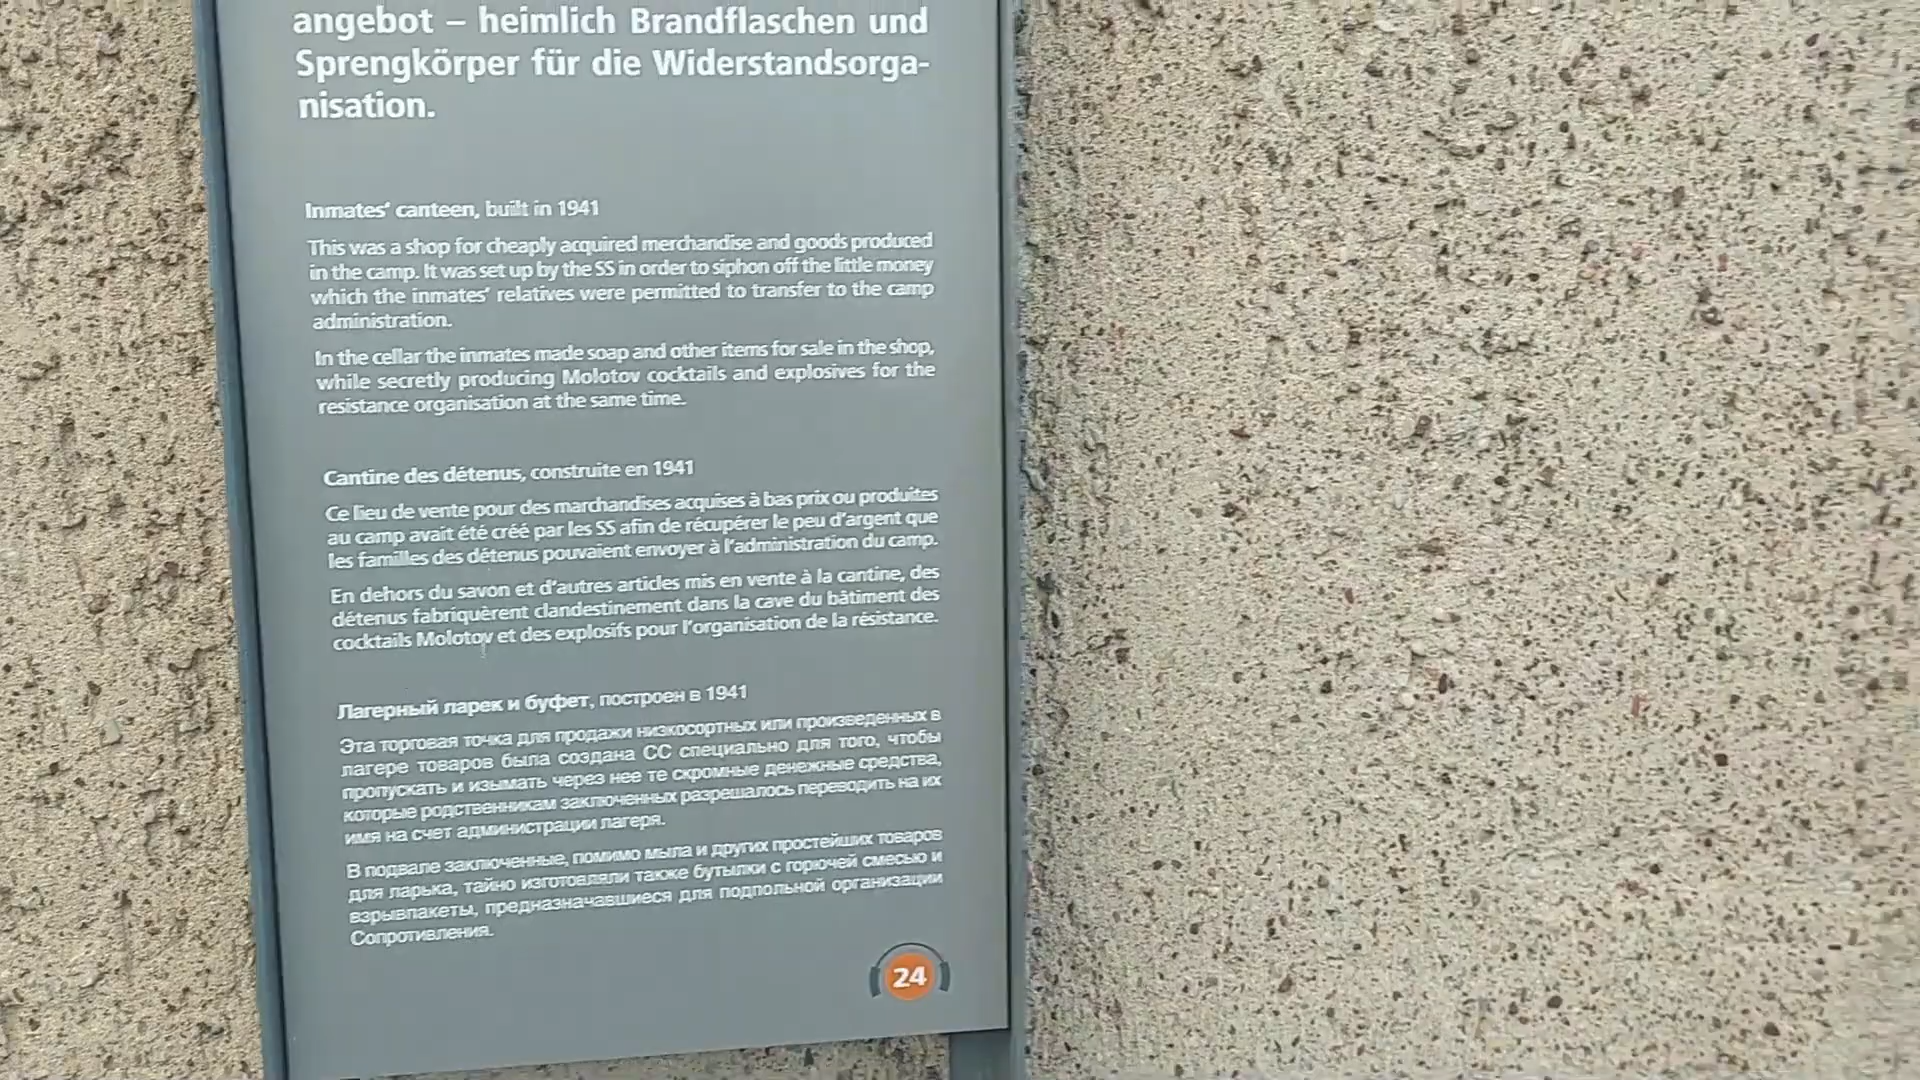 angebot – heimlich Brandflaschen und
Sprengkörper für die Widerstandsorga-
nisation.
Inmates‘ canteen, built in 1941
This was a shop for cheaply acquired merchandise and goods produced
in the camp. It was set up by the SS in order to siphon off the little money
which the inmates’ relatives were permitted to transfer to the camp
administration.
In the cellar the inmates made soap and other items for sale in the shop,
while secretly producing Molotov cocktails and explosives for the
resistance organisation at the same time.
Cantine des détenus, construite en 1941
Ce lieu de vente pour des marchandises acquises à bas prix ou produites
au camp avait été créé par les SS afin de récupérer le peu d’argent que
les familles des détenus pouvaient envoyer à l’administration du camp.
En dehors du savon et d’autres articles mis en vente à la cantine, des
détenus fabriquèrent clandestinement dans la cave du bâtiment des
cocktails Molotov et des explosifs pour l’organisation de la résistance.
Лагерный ларек и буфет, построен в 1941
Эта торговая точка для продажи низкосортных или произведенных в
лагере товаров была создана СС специально для того, чтобы
пропускать и изымать через нее те скромные денежные средства,
которые родственникам заключенных разрешалось переводить на их
имя на счет администрации лагеря.
В подвале заключенные, помимо мыла и других простейших товаров
для ларька, тайно изготовляли также бутылки с горючей смесью и
взрывпакеты, предназначавшиеся для подпольной организации
Сопротивления.
24